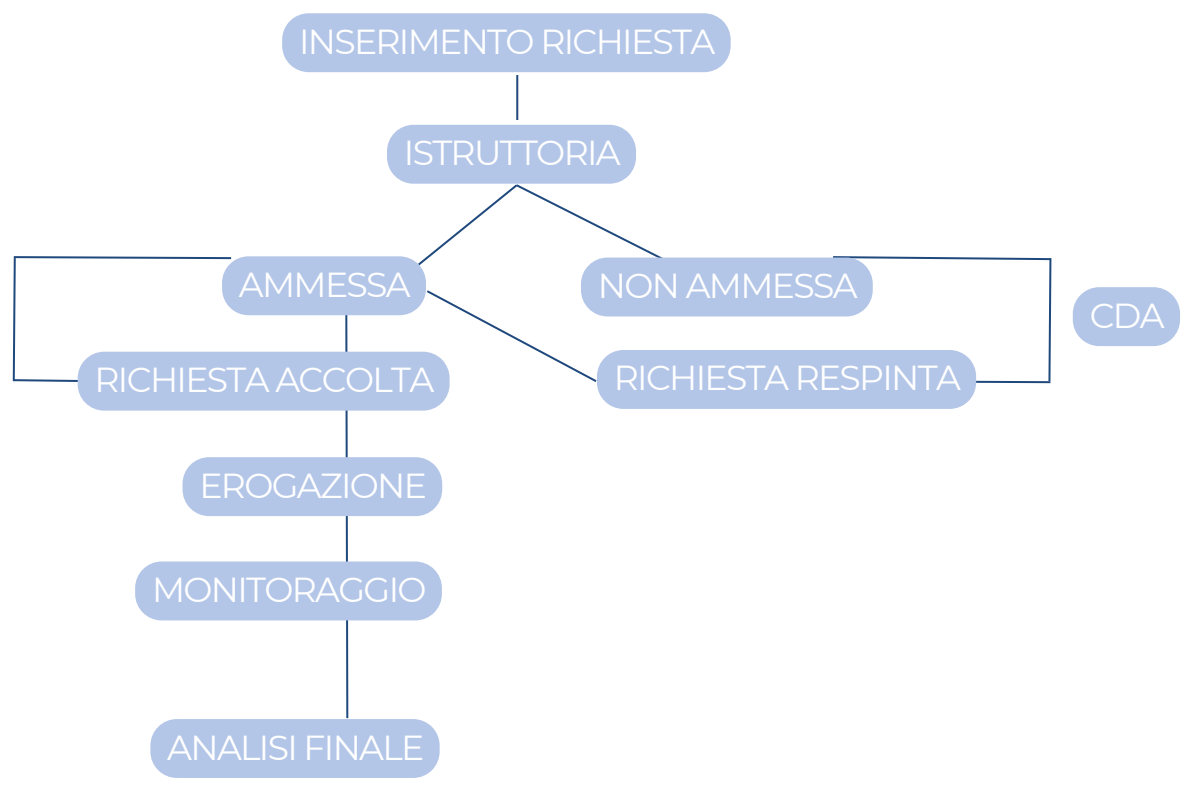 INSERIMENTO RICHIESTA
ISTRUTTORIA
AMMESSA
NON AMMESSA
CDA
RICHIESTA ACCOLTA
RICHIESTA RESPINTA
EROGAZIONE
MONITORAGGIO
ANALISI FINALE